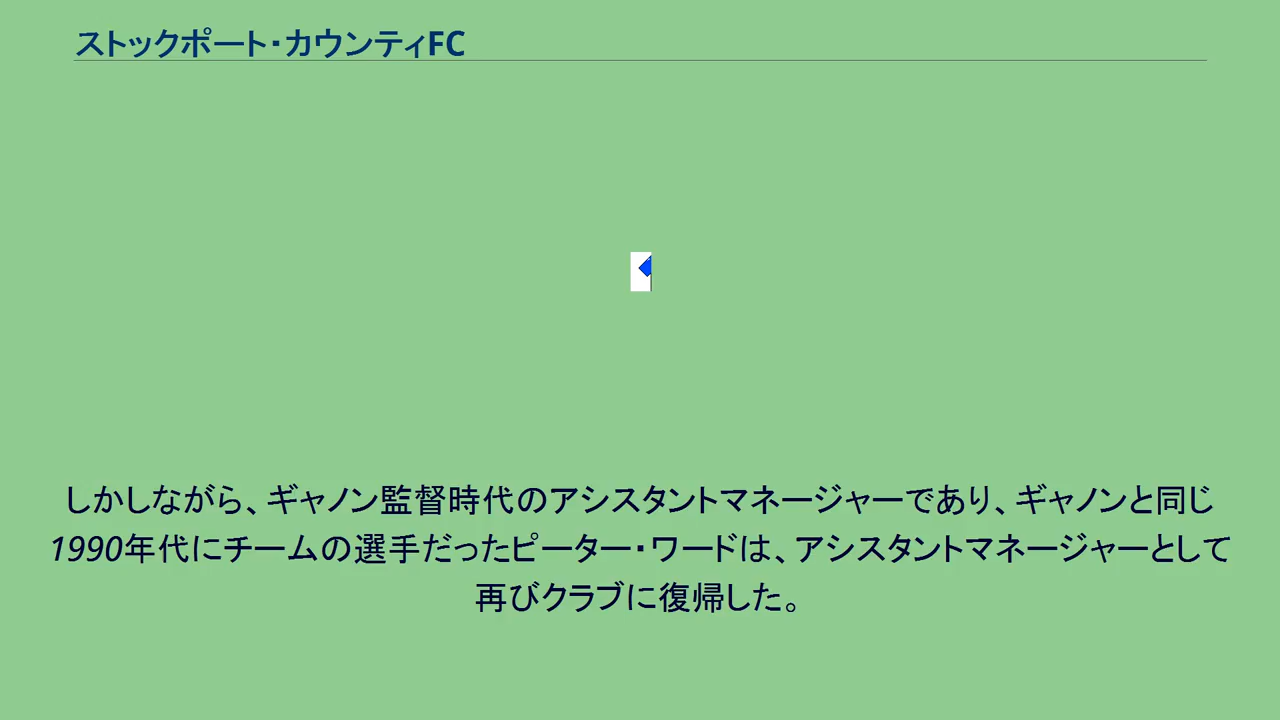 ストックポート・カウンティFC
しかしながら、ギャノン監督時代のアシスタントマネージャーであり、ギャノンと同じ
1990年代にチームの選手だったピーター・ワードは、アシスタントマネージャーとして
再びクラブに復帰した。